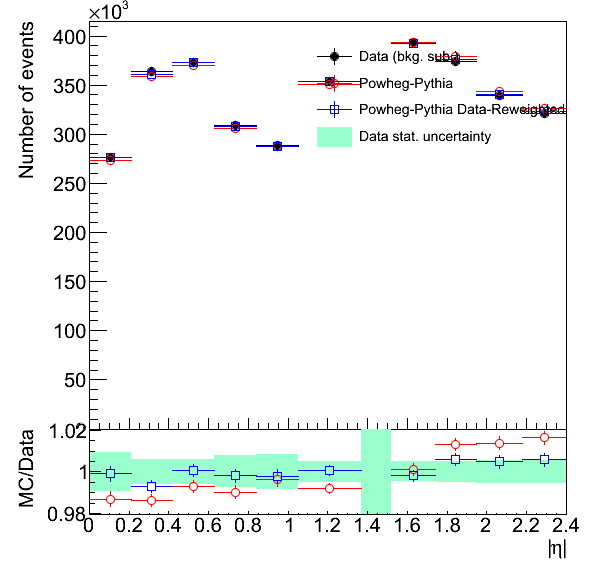 ×10³
Number of events
400
350
300
250
200
150
100
50
Data (bkg. sub.)
Powheg-Pythia
Powheg-Pythia Data-Reweighted
Data stat. uncertainty
MC/Data
1.02
1
0.98
0 0.2 0.4 0.6 0.8 1 1.2 1.4 1.6 1.8 2 2.2 2.4
|η|